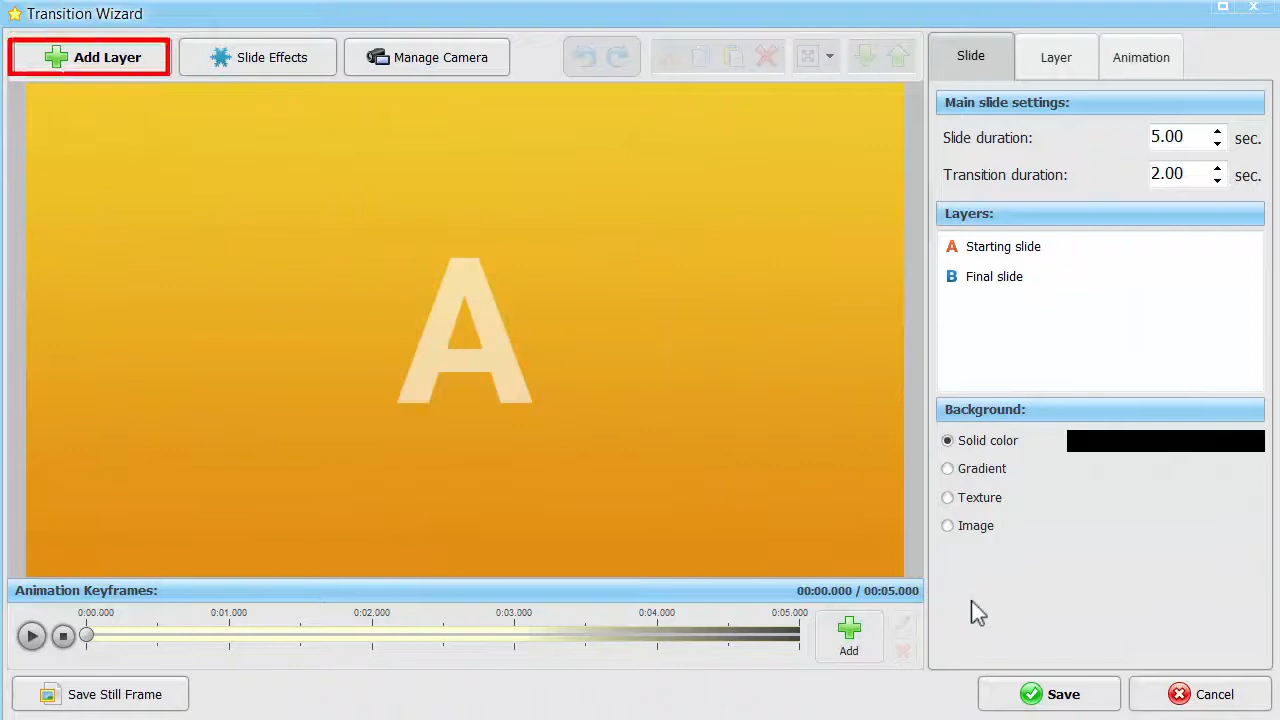 Transition Wizard
Add Layer
Slide Effects
Manage Camera
Slide
Layer
Animation
Main slide settings:
Slide duration: 5.00 sec.
Transition duration: 2.00 sec.
Layers:
A Starting slide
B Final slide
Background:
Solid color
Gradient
Texture
Image
A
Animation Keyframes: 00:00.000 / 00:05.000
0:00.000 0:01.000 0:02.000 0:03.000 0:04.000 0:05.000
Add
Save Still Frame
Save
Cancel